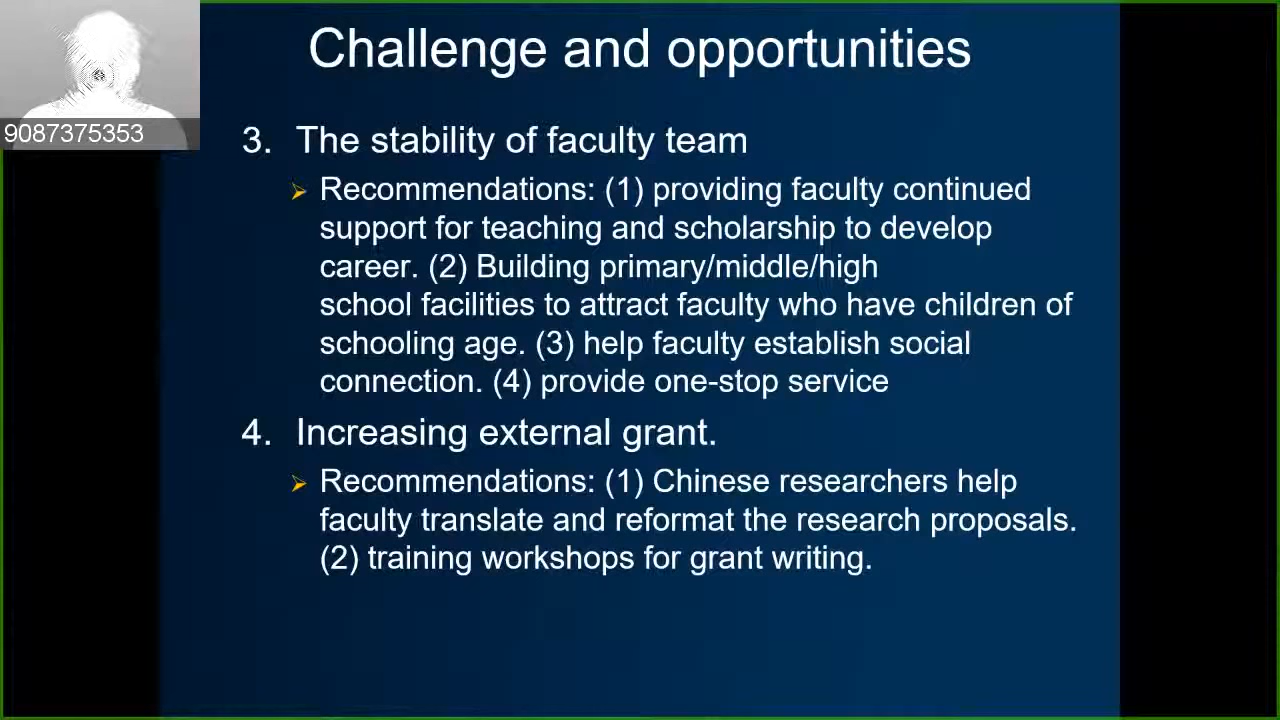 Challenge and opportunities
9087375353
3. The stability of faculty team
Recommendations: (1) providing faculty continued
support for teaching and scholarship to develop
career. (2) Building primary/middle/high
school facilities to attract faculty who have children of
schooling age. (3) help faculty establish social
connection. (4) provide one-stop service
4. Increasing external grant.
Recommendations: (1) Chinese researchers help
faculty translate and reformat the research proposals.
(2) training workshops for grant writing.